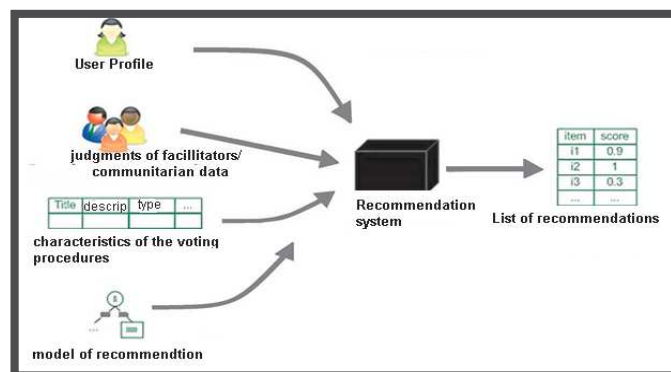 User Profile
judgments of facillitators/
communitarian data
Title descrip type ...
characteristics of the voting
procedures
...
model of recommendtion
Recommendation
system
item score
i1 0.9
i2 1
i3 0.3
... ...
List of recommendations